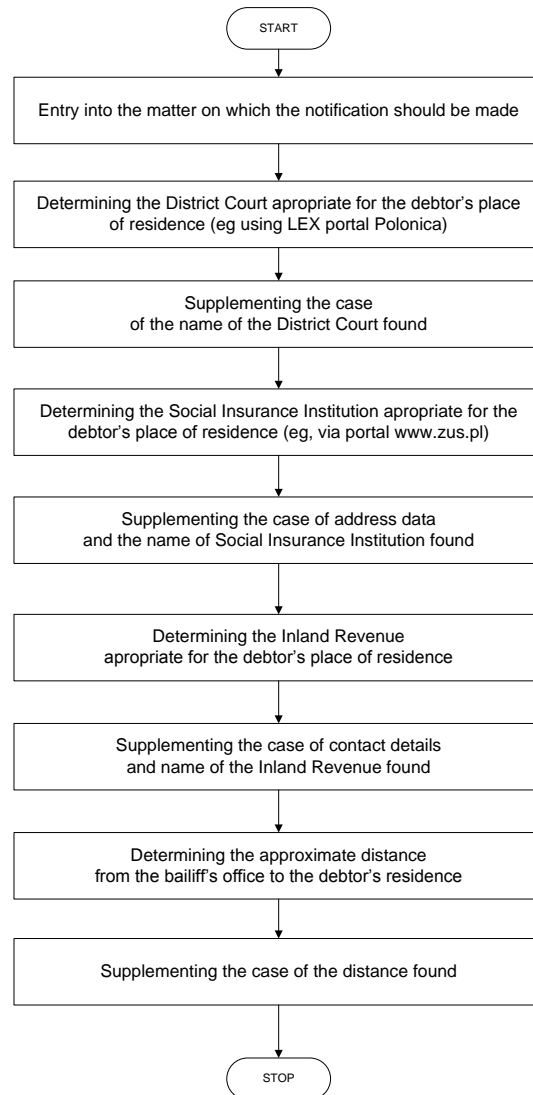 START
Entry into the matter on which the notification should be made
Determining the District Court apropriate for the debtor's place
of residence (eg using LEX portal Polonica)
Supplementing the case
of the name of the District Court found
Determining the Social Insurance Institution apropriate for the
debtor's place of residence (eg, via portal www.zus.pl)
Supplementing the case of address data
and the name of Social Insurance Institution found
Determining the Inland Revenue
apropriate for the debtor's place of residence
Supplementing the case of contact details
and name of the Inland Revenue found
Determining the approximate distance
from the bailiff's office to the debtor's residence
Supplementing the case of the distance found
STOP